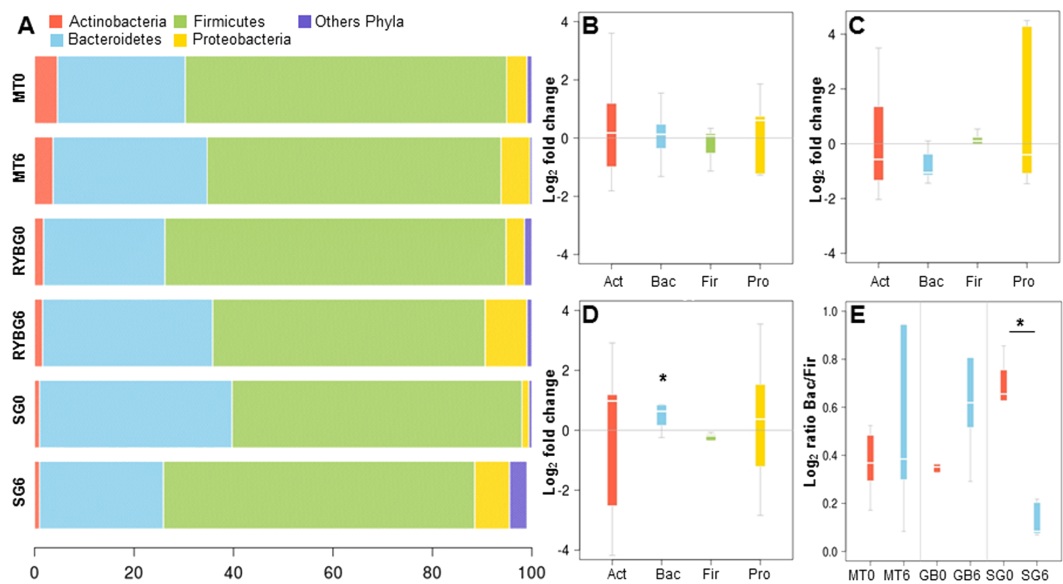 A
Actinobacteria Firmicutes Others Phyla
Bacteroidetes Proteobacteria
MT0
MT6
RYBG0
RYBG6
SG0
SG6
0 20 40 60 80 100
B
Log2 fold change
4
2
0
-2
-4
Act Bac Fir Pro
C
Log2 fold change
4
2
0
-2
-4
Act Bac Fir Pro
D
Log2 fold change
4
2
0
-2
-4
*
Act Bac Fir Pro
E
Log2 ratio Bac/Fir
1.0
0.8
0.6
0.4
0.2
0.0
*
MT0 MT6 GB0 GB6 SG0 SG6